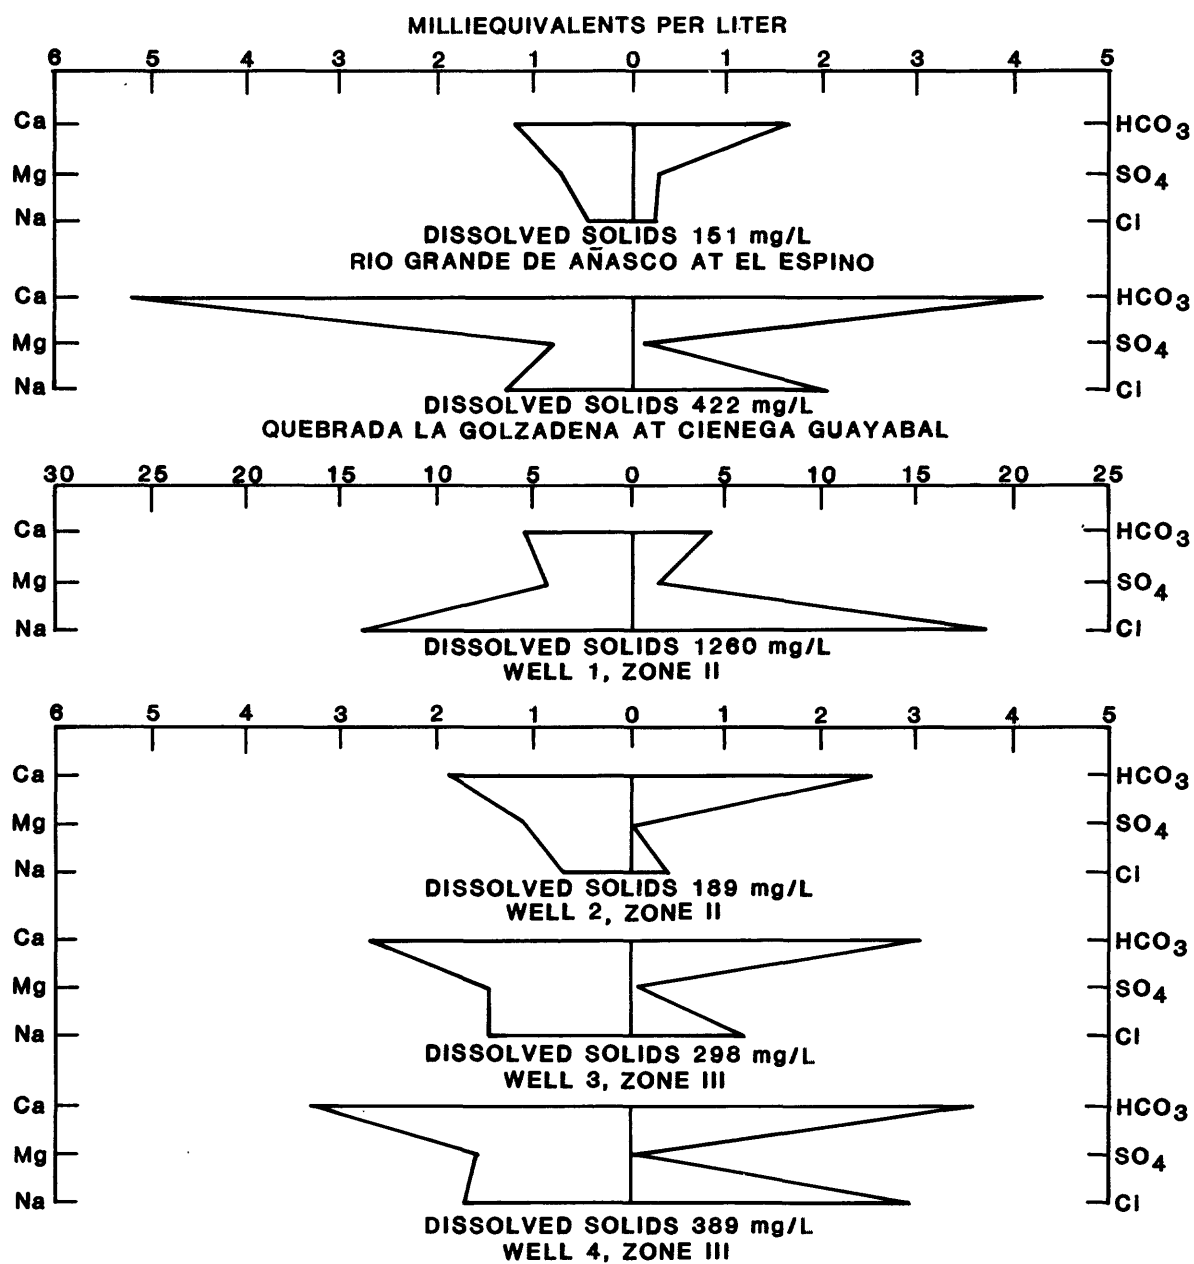 MILLIEQUIVALENTS PER LITER
6 5 4 3 2 1 0 1 2 3 4 5
Ca HCO3
Mg SO4
Na Cl
DISSOLVED SOLIDS 151 mg/L
RIO GRANDE DE AÑASCO AT EL ESPINO
Ca HCO3
Mg SO4
Na Cl
DISSOLVED SOLIDS 422 mg/L
QUEBRADA LA GOLZADENA AT CIENEGA GUAYABAL
30 25 20 15 10 5 0 5 10 15 20 25
Ca HCO3
Mg SO4
Na Cl
DISSOLVED SOLIDS 1260 mg/L
WELL 1, ZONE II
6 5 4 3 2 1 0 1 2 3 4 5
Ca HCO3
Mg SO4
Na Cl
DISSOLVED SOLIDS 189 mg/L
WELL 2, ZONE II
Ca HCO3
Mg SO4
Na Cl
DISSOLVED SOLIDS 298 mg/L
WELL 3, ZONE III
Ca HCO3
Mg SO4
Na Cl
DISSOLVED SOLIDS 389 mg/L
WELL 4, ZONE III